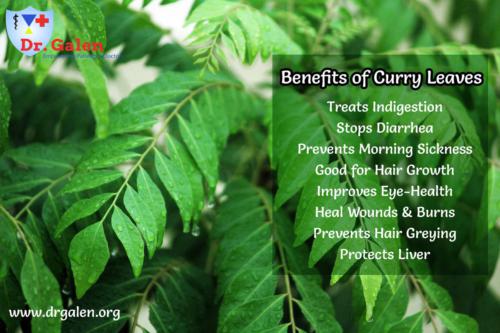 Dr. Galen
Benefits of Curry Leaves
Treats Indigestion
Stops Diarrhea
Prevents Morning Sickness
Good for Hair Growth
Improves Eye-Health
Heal Wounds & Burns
Prevents Hair Greying
Protects Liver
www.drgalen.org